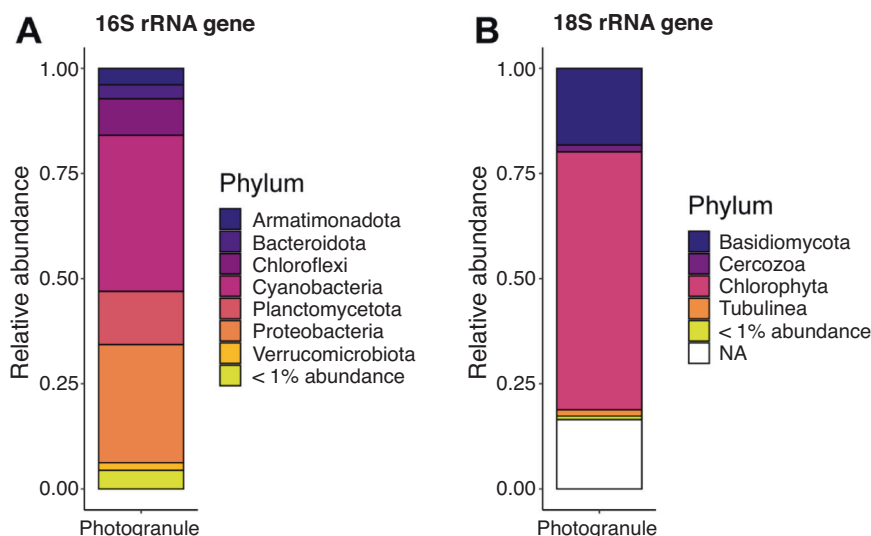 A
16S rRNA gene
Relative abundance
1.00
0.75
0.50
0.25
0.00
Photogranule
Phylum
Armatimonadota
Bacteroidota
Chloroflexi
Cyanobacteria
Planctomycetota
Proteobacteria
Verrucomicrobiota
< 1% abundance
B
18S rRNA gene
Relative abundance
1.00
0.75
0.50
0.25
0.00
Photogranule
Phylum
Basidiomycota
Cercozoa
Chlorophyta
Tubulinea
< 1% abundance
NA